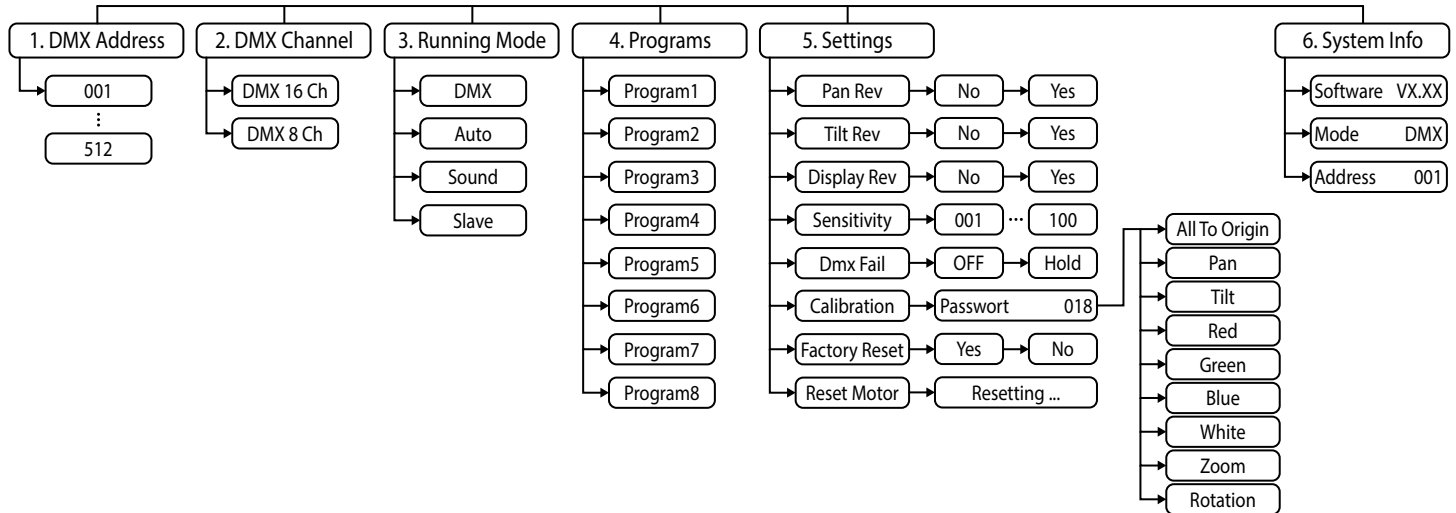 1. DMX Address
001
⋮
512
2. DMX Channel
DMX 16 Ch
DMX 8 Ch
3. Running Mode
DMX
Auto
Sound
Slave
4. Programs
Program1
Program2
Program3
Program4
Program5
Program6
Program7
Program8
5. Settings
Pan Rev No Yes
Tilt Rev No Yes
Display Rev No Yes
Sensitivity 001 ... 100
Dmx Fail OFF Hold
Calibration Passwort 018
Factory Reset Yes No
Reset Motor Resetting ...
All To Origin
Pan
Tilt
Red
Green
Blue
White
Zoom
Rotation
6. System Info
Software VX.XX
Mode DMX
Address 001